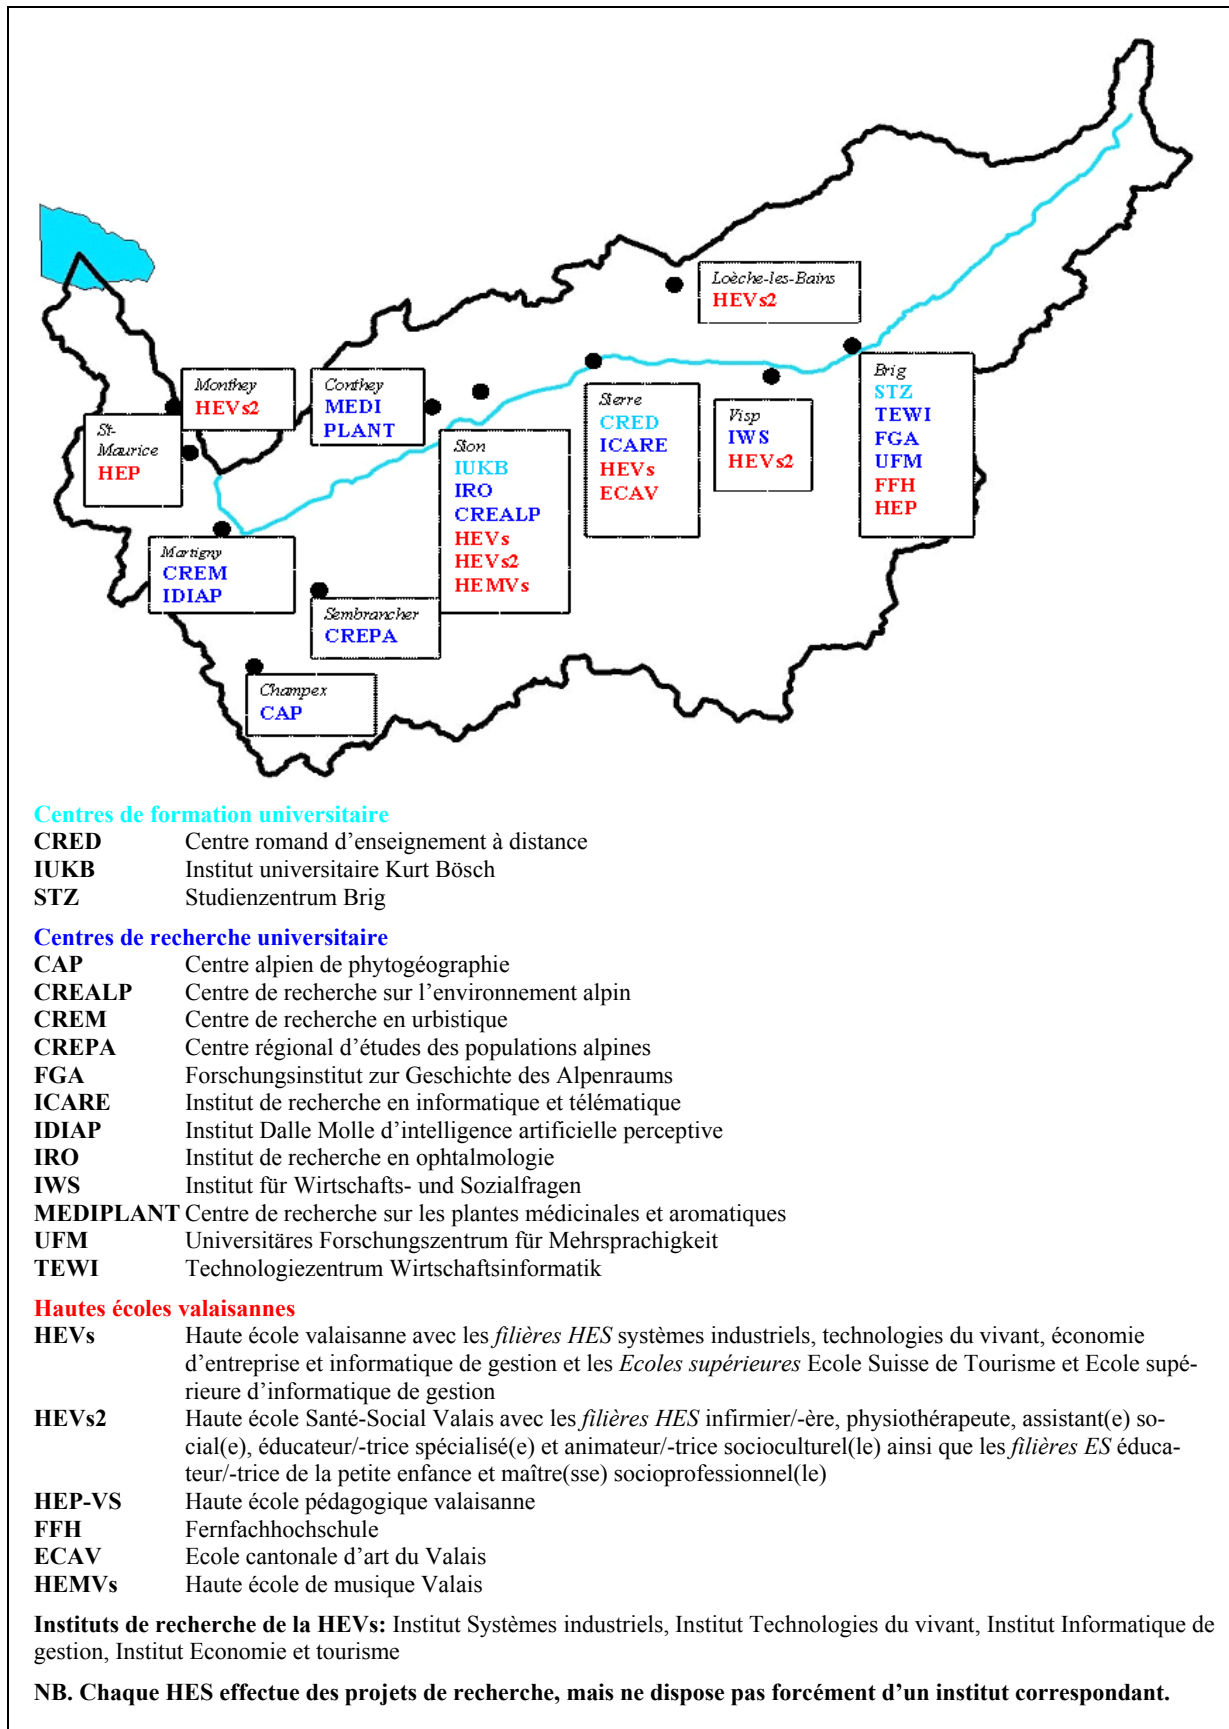 Loèche-les-Bains
HEVs2
Monthey
HEVs2
Conthey
MEDI
PLANT
St-
Maurice
HEP
Sion
IUKB
IRO
CREALP
HEVs
HEVs2
HEMVs
Sierre
CRED
ICARE
HEVs
ECAV
Visp
IWS
HEVs2
Brig
STZ
TEWI
FGA
UFM
FFH
HEP
Martigny
CREM
IDIAP
Sembrancher
CREPA
Champex
CAP
Centres de formation universitaire
CRED Centre romand d’enseignement à distance
IUKB Institut universitaire Kurt Bösch
STZ Studienzentrum Brig
Centres de recherche universitaire
CAP Centre alpien de phytogéographie
CREALP Centre de recherche sur l’environnement alpin
CREM Centre de recherche en urbistique
CREPA Centre régional d’études des populations alpines
FGA Forschungsinstitut zur Geschichte des Alpenraums
ICARE Institut de recherche en informatique et télématique
IDIAP Institut Dalle Molle d’intelligence artificielle perceptive
IRO Institut de recherche en ophtalmologie
IWS Institut für Wirtschafts- und Sozialfragen
MEDIPLANT Centre de recherche sur les plantes médicinales et aromatiques
UFM Universitäres Forschungszentrum für Mehrsprachigkeit
TEWI Technologiezentrum Wirtschaftsinformatik
Hautes écoles valaisannes
HEVs Haute école valaisanne avec les filières HES systèmes industriels, technologies du vivant, économie
d’entreprise et informatique de gestion et les Ecoles supérieures Ecole Suisse de Tourisme et Ecole supé-
rieure d’informatique de gestion
HEVs2 Haute école Santé-Social Valais avec les filières HES infirmier/-ère, physiothérapeute, assistant(e) so-
cial(e), éducateur/-trice spécialisé(e) et animateur/-trice socioculturel(le) ainsi que les filières ES éduca-
teur/-trice de la petite enfance et maître(sse) socioprofessionnel(le)
HEP-VS Haute école pédagogique valaisanne
FFH Fernfachhochschule
ECAV Ecole cantonale d’art du Valais
HEMVs Haute école de musique Valais
Instituts de recherche de la HEVs: Institut Systèmes industriels, Institut Technologies du vivant, Institut Informatique de
gestion, Institut Economie et tourisme
NB. Chaque HES effectue des projets de recherche, mais ne dispose pas forcément d’un institut correspondant.